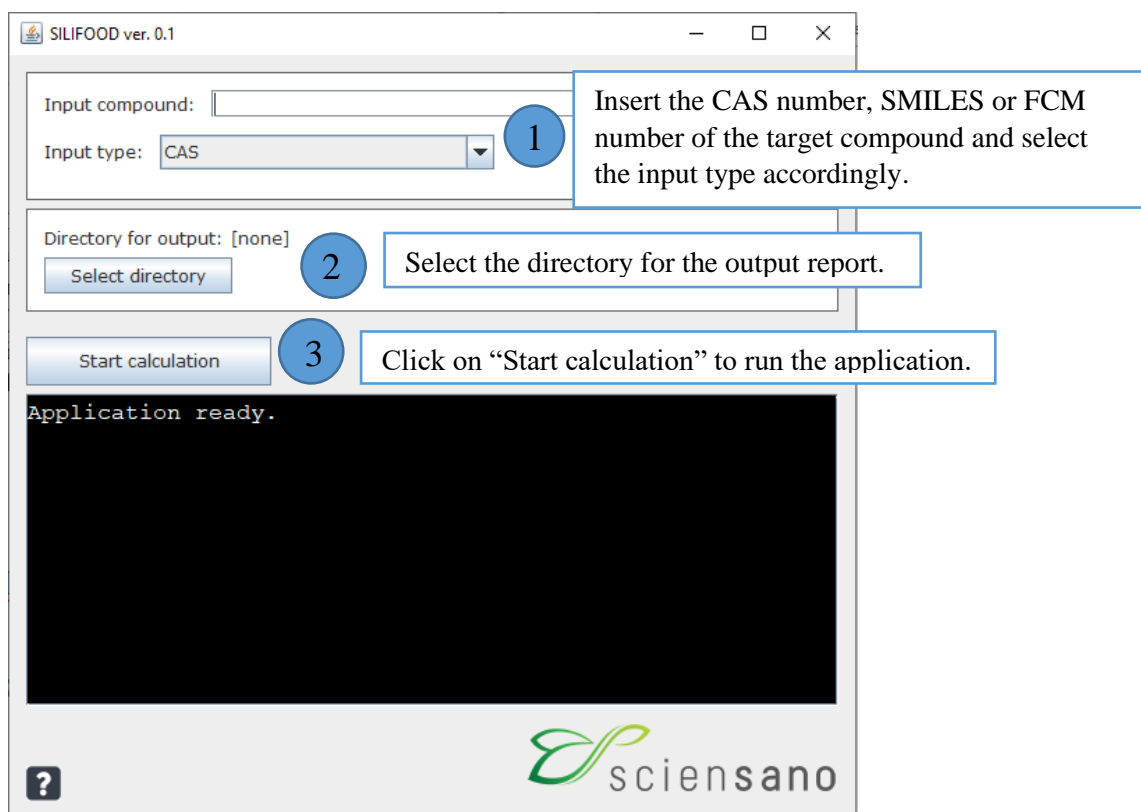 SILIFOOD ver. 0.1
Input compound:
Input type: CAS
1
Insert the CAS number, SMILES or FCM
number of the target compound and select
the input type accordingly.
Directory for output: [none]
Select directory
2
Select the directory for the output report.
Start calculation
3
Click on “Start calculation” to run the application.
Application ready.
?
sciensano